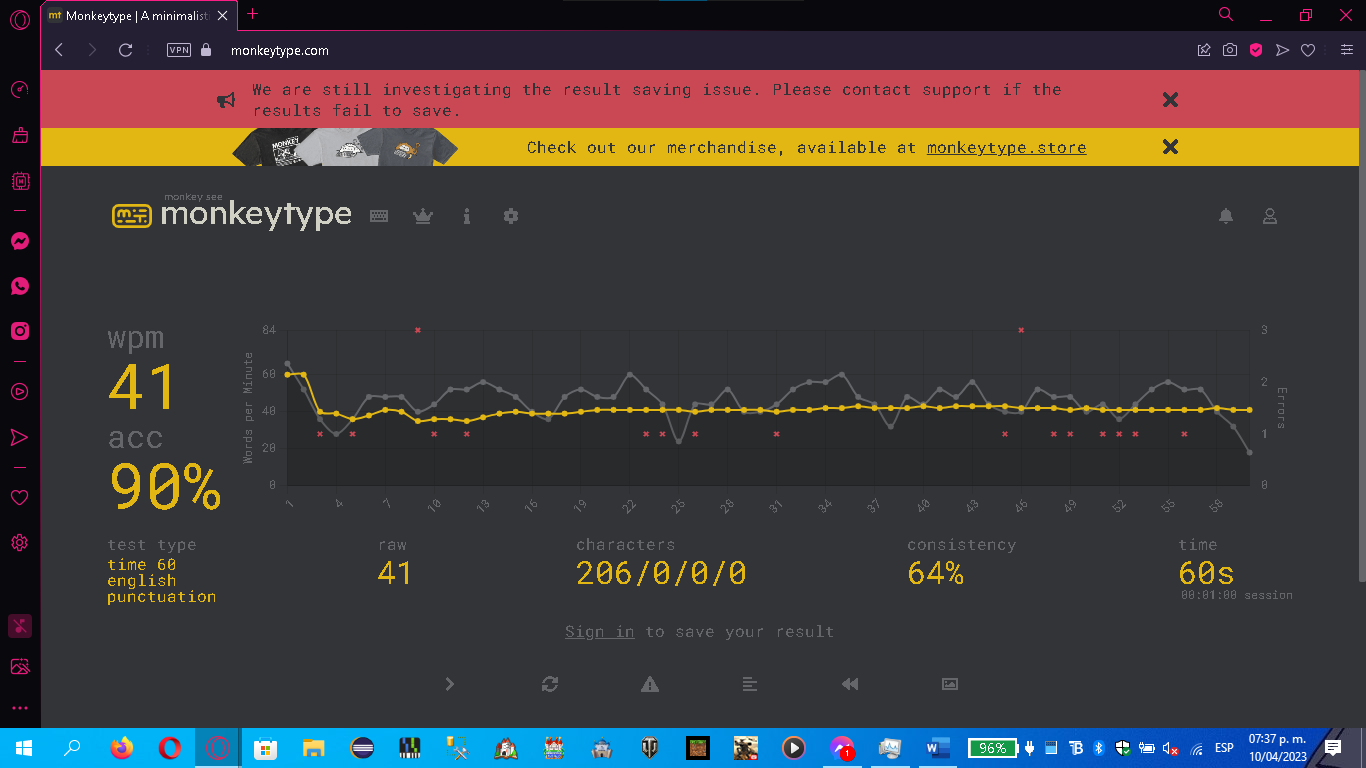 Monkeytype | A minimalist
VPN
monkeytype.com
We are still investigating the result saving issue. Please contact support if the
results fail to save.
MONKEY
Check out our merchandise, available at monkeytype.store
monkey see
monkeytype
wpm
41
acc
90%
Words per Minute
84
60
40
20
0
1 4 7 10 13 16 19 22 25 28 31 34 37 40 43 46 49 52 55 58
3
2
1
0
Errors
test type
time 60
english
punctuation
raw
41
characters
206/0/0/0
consistency
64%
time
60s
00:01:00 session
Sign in to save your result
96%
1
ESP
07:37 p. m.
10/04/2023